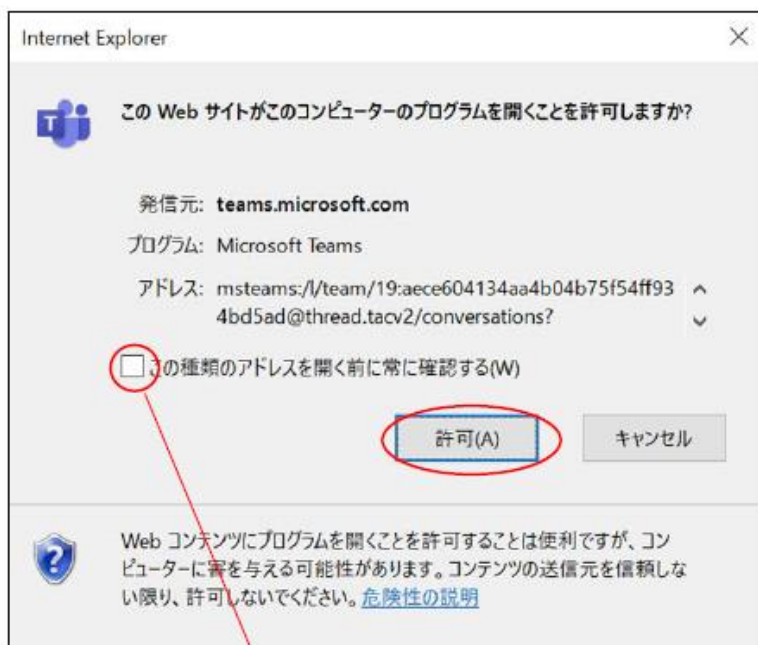 Internet Explorer
この Web サイトがこのコンピューターのプログラムを開くことを許可しますか?
発信元: teams.microsoft.com
プログラム: Microsoft Teams
アドレス: msteams:/l/team/19:aece604134aa4b04b75f54ff93
4bd5ad@thread.tacv2/conversations?
この種類のアドレスを開く前に常に確認する(W)
許可(A) キャンセル
Web コンテンツにプログラムを開くことを許可することは便利ですが、コン
ピューターに害を与える可能性があります。コンテンツの送信元を信頼しな
い限り、許可しないでください。危険性の説明